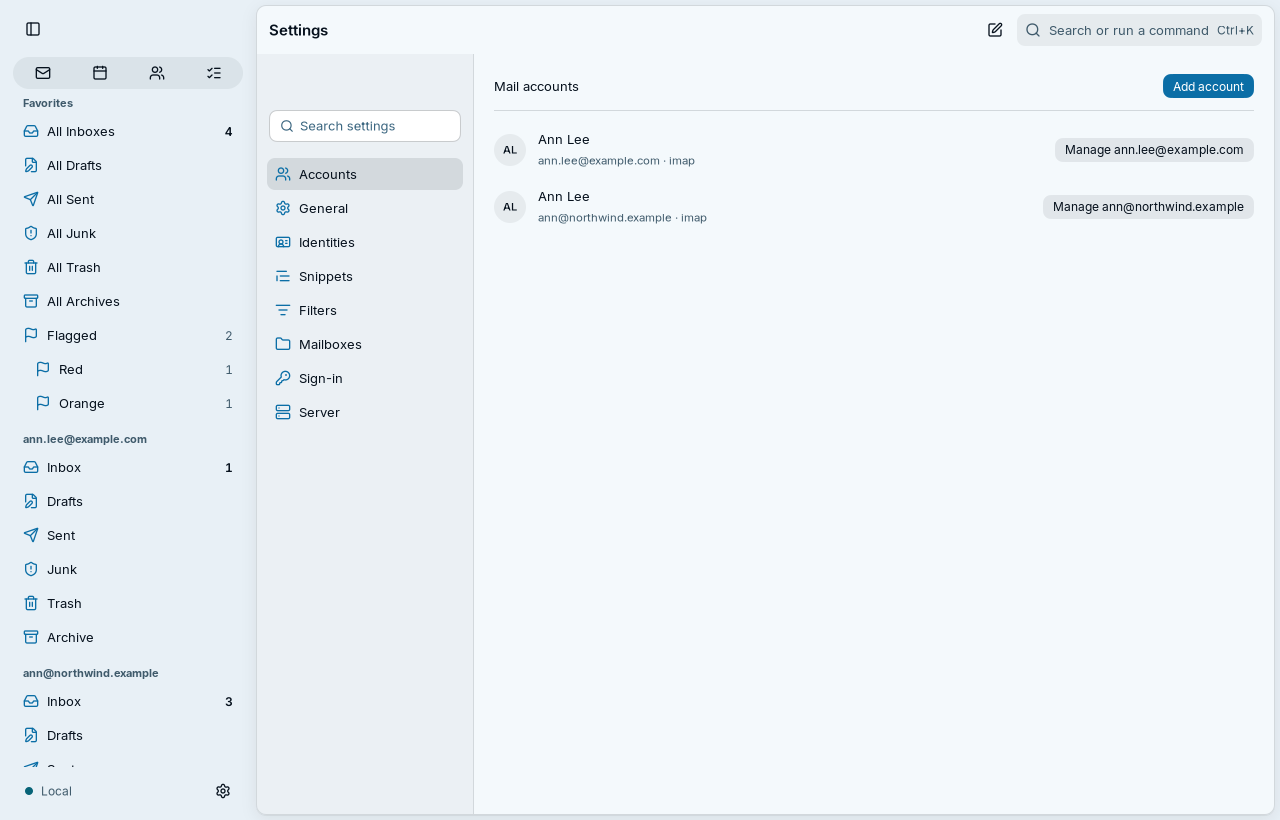 Settings
Search or run a command Ctrl+K
Favorites
All Inboxes 4
All Drafts
All Sent
All Junk
All Trash
All Archives
Flagged 2
Red 1
Orange 1
ann.lee@example.com
Inbox 1
Drafts
Sent
Junk
Trash
Archive
ann@northwind.example
Inbox 3
Drafts
Local
Search settings
Accounts
General
Identities
Snippets
Filters
Mailboxes
Sign-in
Server
Mail accounts
Add account
AL
Ann Lee
ann.lee@example.com · imap
Manage ann.lee@example.com
AL
Ann Lee
ann@northwind.example · imap
Manage ann@northwind.example